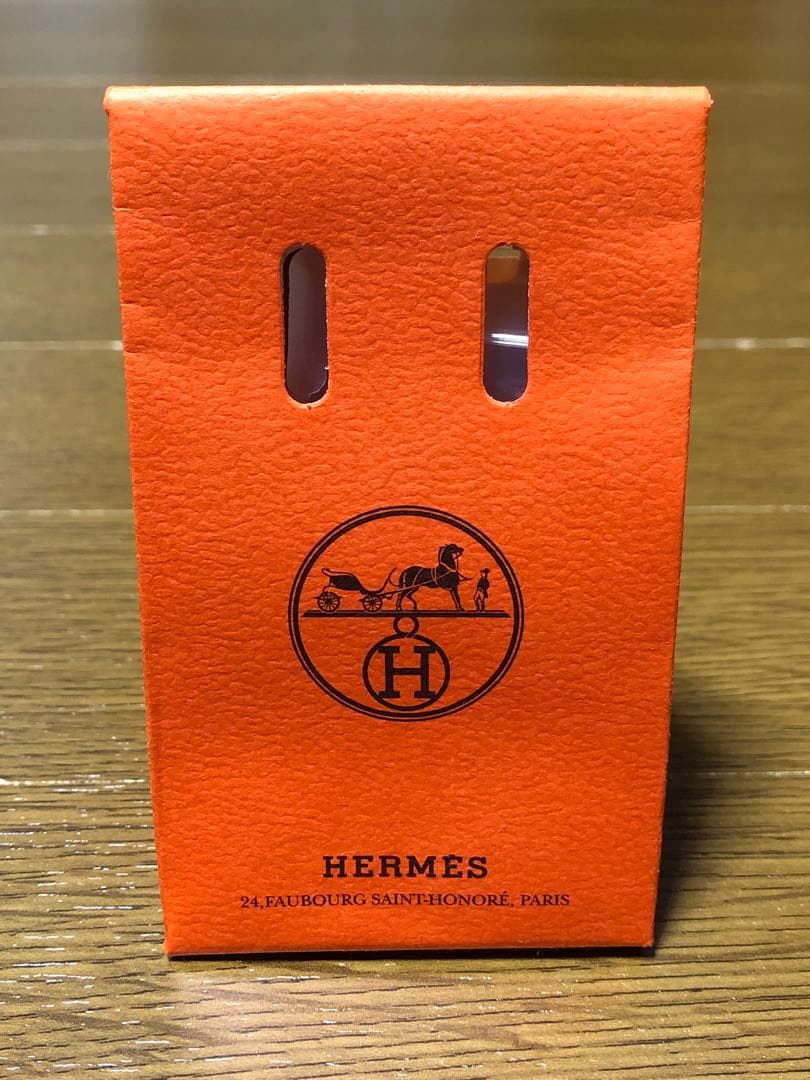 H
HERMÈS
24,FAUBOURG SAINT-HONORÉ, PARIS